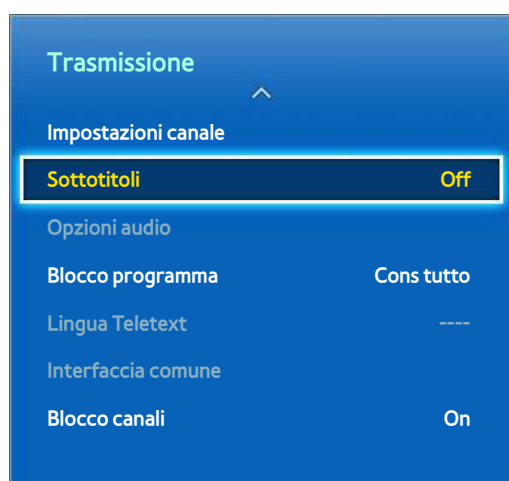 Trasmissione
Impostazioni canale
Sottotitoli Off
Opzioni audio
Blocco programma Cons tutto
Lingua Teletext ----
Interfaccia comune
Blocco canali On